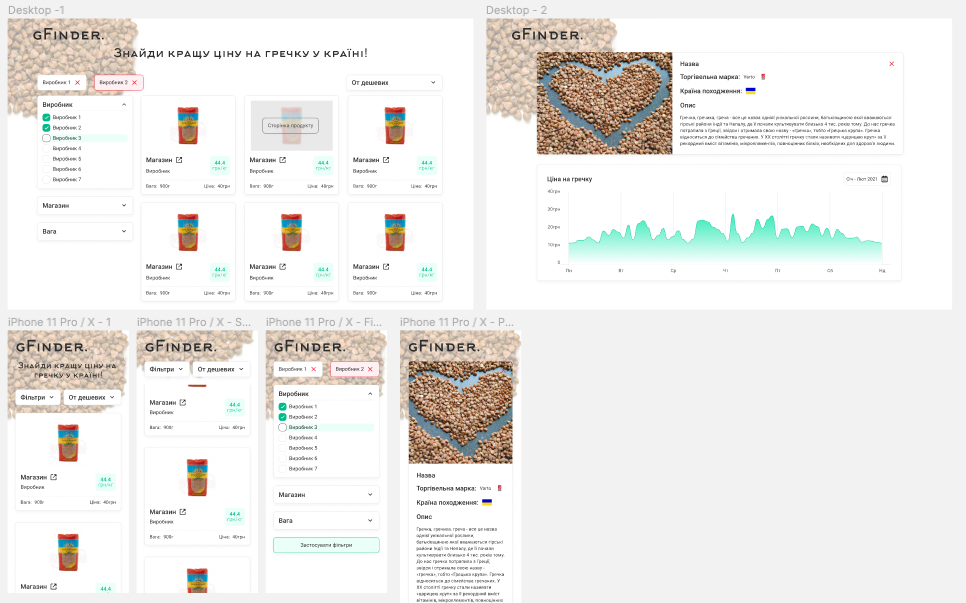 Desktop -1
gFinder.
Знайди кращу ціну на гречку у країні!
Виробник 1
Виробник 2
От дешевих
Виробник
Виробник 1
Виробник 2
Виробник 3
Виробник 4
Виробник 5
Виробник 6
Виробник 7
Магазин
Вага
Магазин
44.4
грн/кг
Виробник
Вага: 900г
Ціна: 40грн
Сторінка продукту
Магазин
44.4
грн/кг
Виробник
Вага: 900г
Ціна: 40грн
Магазин
44.4
грн/кг
Виробник
Вага: 900г
Ціна: 40грн
Магазин
44.4
грн/кг
Виробник
Вага: 900г
Ціна: 40грн
Магазин
44.4
грн/кг
Виробник
Вага: 900г
Ціна: 40грн
Магазин
44.4
грн/кг
Виробник
Вага: 900г
Ціна: 40грн
Desktop - 2
gFinder.
Назва
Торгівельна марка: Varto
Країна походження:
Опис
Гречка, гречана, греча - все це назва однієї унікальної рослини, батьківщиною якої вважаються
гірські райони Індії та Непалу, де її почали культивувати близько 4 тис. років тому. До нас гречка
потрапила з Греції, звідси і отримала свою назву - «гречка», тобто «грецька крупа». Гречка
відноситься до сімейства гречаних. У XX столітті гречку стали називати «царицею круп» за її
рекордний вміст вітамінів, мікроелементів, повноцінних білків, необхідних для здоров'я людини.
Ціна на гречку
Січ - Лют 2021
40грн
30грн
20грн
10грн
0
Пн
Вт
Ср
Чт
Пт
Сб
Нд
iPhone 11 Pro / X - 1
gFinder.
Знайди кращу ціну на
гречку у країні!
Фільтри
От дешевих
Магазин
44.4
грн/кг
Виробник
Вага: 900г
Ціна: 40грн
Магазин
44.4
iPhone 11 Pro / X - S...
gFinder.
Фільтри
От дешевих
Магазин
44.4
грн/кг
Виробник
Вага: 900г
Ціна: 40грн
Магазин
44.4
грн/кг
Виробник
Вага: 900г
Ціна: 40грн
iPhone 11 Pro / X - Fi...
gFinder.
Виробник 1
Виробник 2
Виробник
Виробник 1
Виробник 2
Виробник 3
Виробник 4
Виробник 5
Виробник 6
Виробник 7
Магазин
Вага
Застосувати фільтри
iPhone 11 Pro / X - P...
gFinder.
Назва
Торгівельна марка: Varto
Країна походження:
Опис
Гречка, гречана, греча - все це назва
однієї унікальної рослини,
батьківщиною якої вважаються гірські
райони Індії та Непалу, де її почали
культивувати близько 4 тис. років тому.
До нас гречка потрапила з Греції,
звідси і отримала свою назву -
«гречка», тобто «грецька крупа». Гречка
відноситься до сімейства гречаних. У
XX столітті гречку стали називати
«царицею круп» за її рекордний вміст
вітамінів, мікроелементів, повноцінних